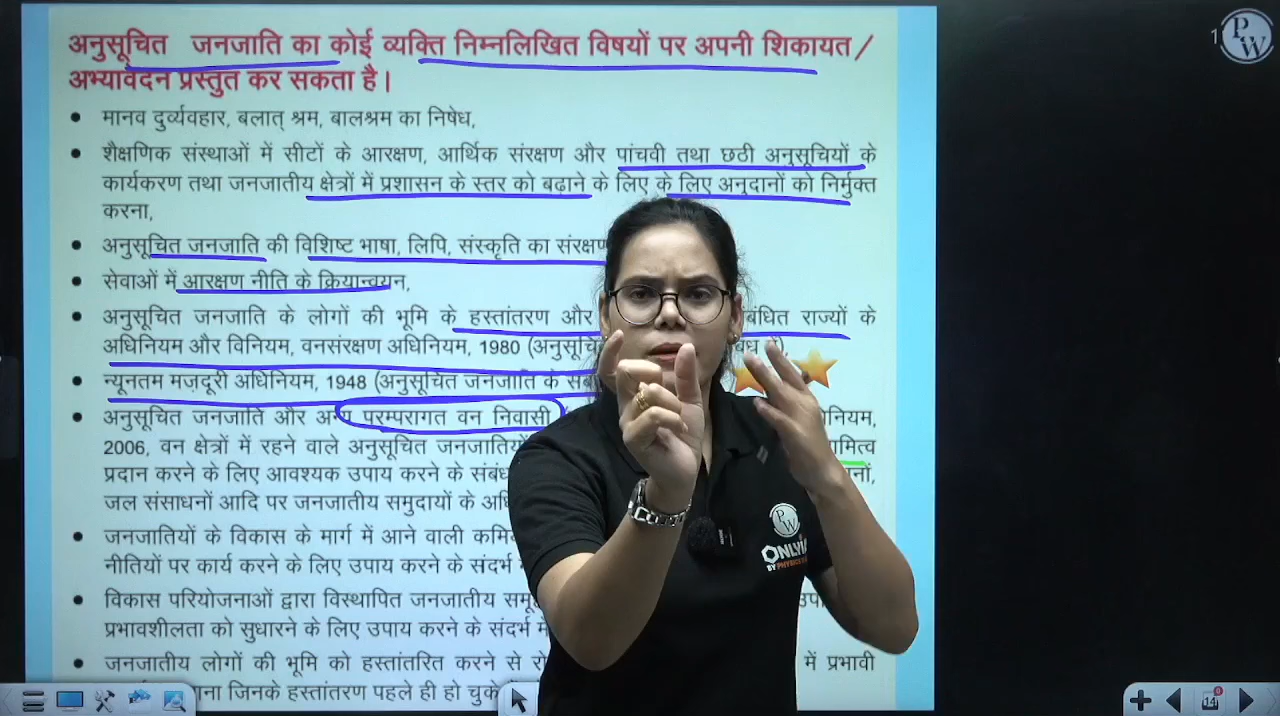 अनुसूचित जनजाति का कोई व्यक्ति निम्नलिखित विषयों पर अपनी शिकायत /
अभ्यावेदन प्रस्तुत कर सकता है।
• मानव दुर्व्यवहार, बलात् श्रम, बालश्रम का निषेध,
• शैक्षणिक संस्थाओं में सीटों के आरक्षण, आर्थिक संरक्षण और पांचवी तथा छठी अनुसूचियों के
कार्यकरण तथा जनजातीय क्षेत्रों में प्रशासन के स्तर को बढ़ाने के लिए के लिए अनुदानों को निर्मुक्त
करना,
• अनुसूचित जनजाति की विशिष्ट भाषा, लिपि, संस्कृति का संरक्षण
• सेवाओं में आरक्षण नीति के क्रियान्वयन,
• अनुसूचित जनजाति के लोगों की भूमि के हस्तांतरण और राज्यों के
अधिनियम और विनियम, वनसंरक्षण अधिनियम, 1980
• न्यूनतम मज़दूरी अधिनियम, 1948 (अनुसूचित जनजाति के
• अनुसूचित जनजाति और अन्य परम्परागत वन निवासी
2006, वन क्षेत्रों में रहने वाले अनुसूचित जनजातियों
प्रदान करने के लिए आवश्यक उपाय करने के
जल संसाधनों आदि पर जनजातीय समुदायों के
• जनजातियों के विकास के मार्ग में आने वाली
नीतियों पर कार्य करने के लिए उपाय करने के संदर्भ
• विकास परियोजनाओं द्वारा विस्थापित जनजातीय
प्रभावशीलता को सुधारने के लिए उपाय करने के संदर्भ में
• जनजातीय लोगों की भूमि को हस्तांतरित करने से में प्रभावी
जिनके हस्तांतरण पहले ही हो
PW
PW
ONLY
14